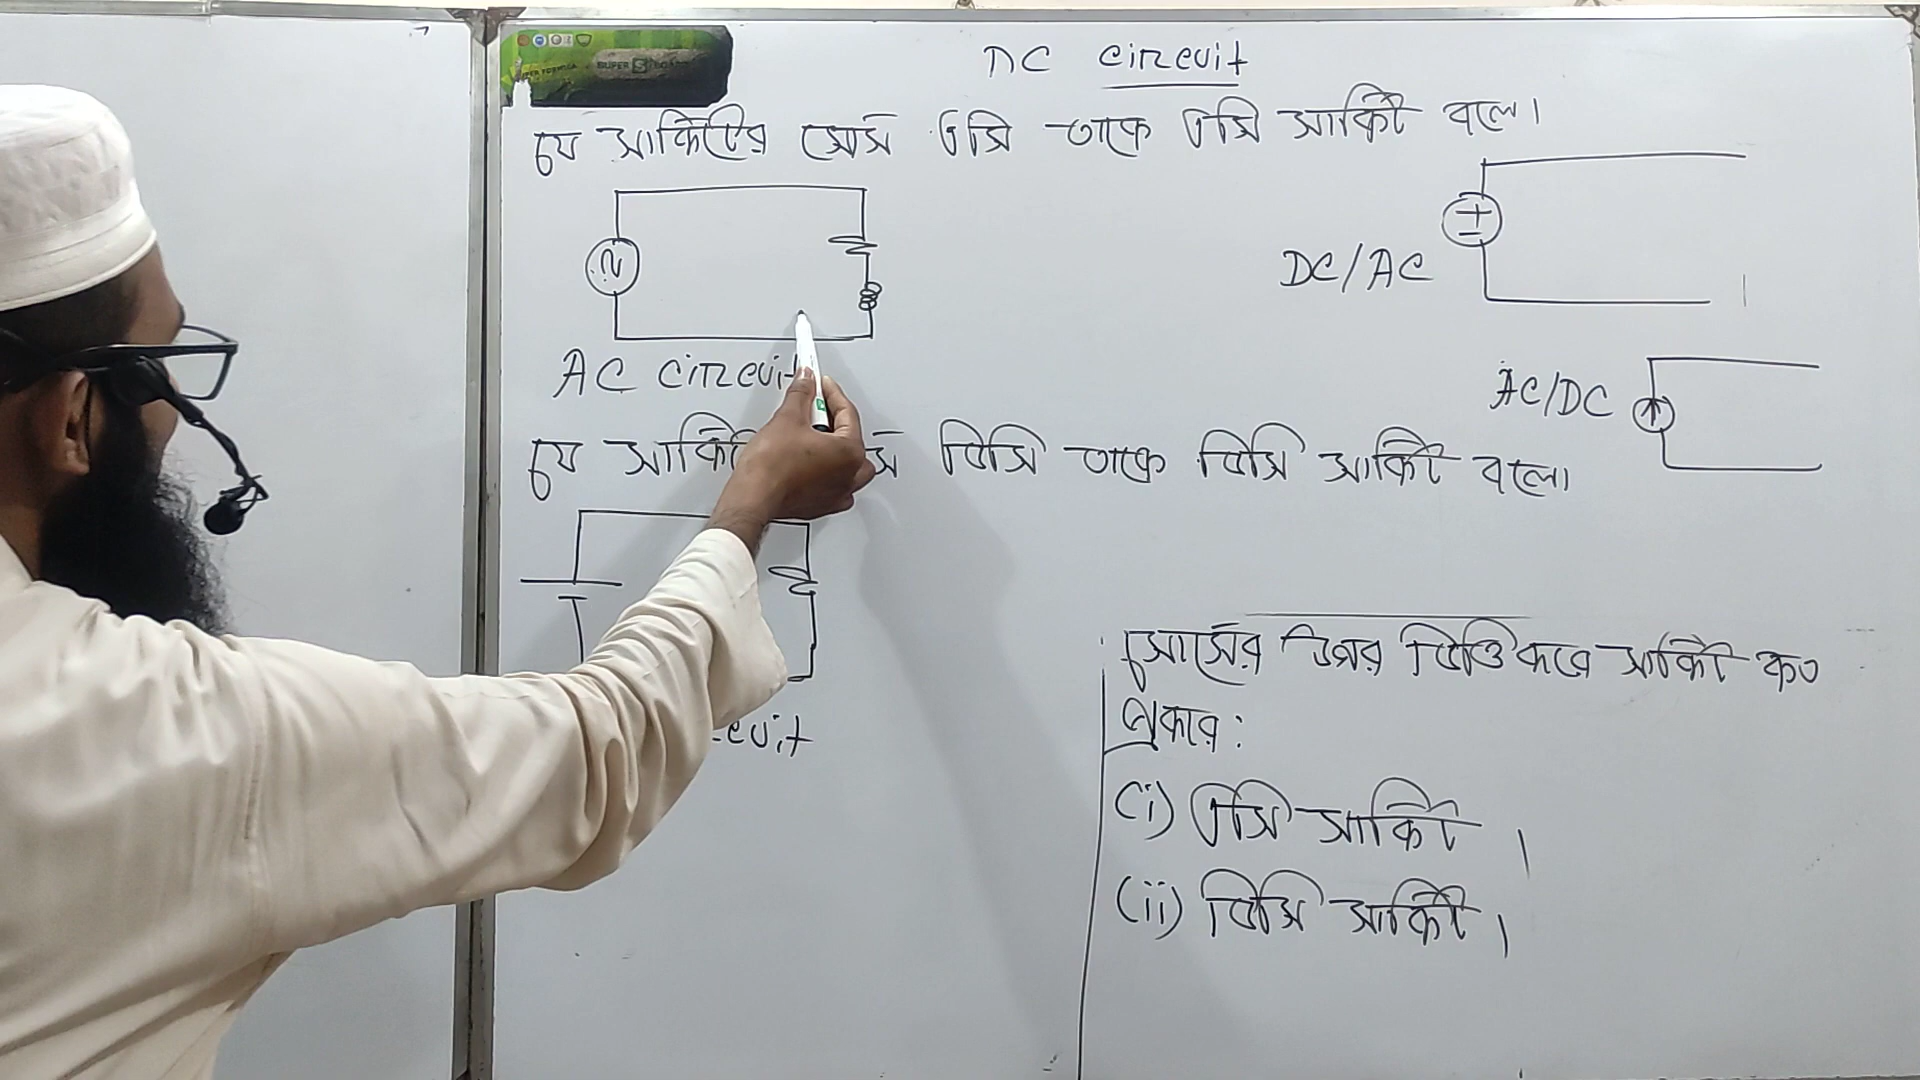 DC circuit
যে সার্কিটের সোর্স এসি তাকে এসি সার্কিট বলে।
DC/AC
AC circuit
AC/DC
যে ডিসি তাকে ডিসি সার্কিট বলে।
সোর্সের উপর ভিত্তি করে সার্কিট কত
প্রকার:
(i) এসি সার্কিট।
(ii) ডিসি সার্কিট।